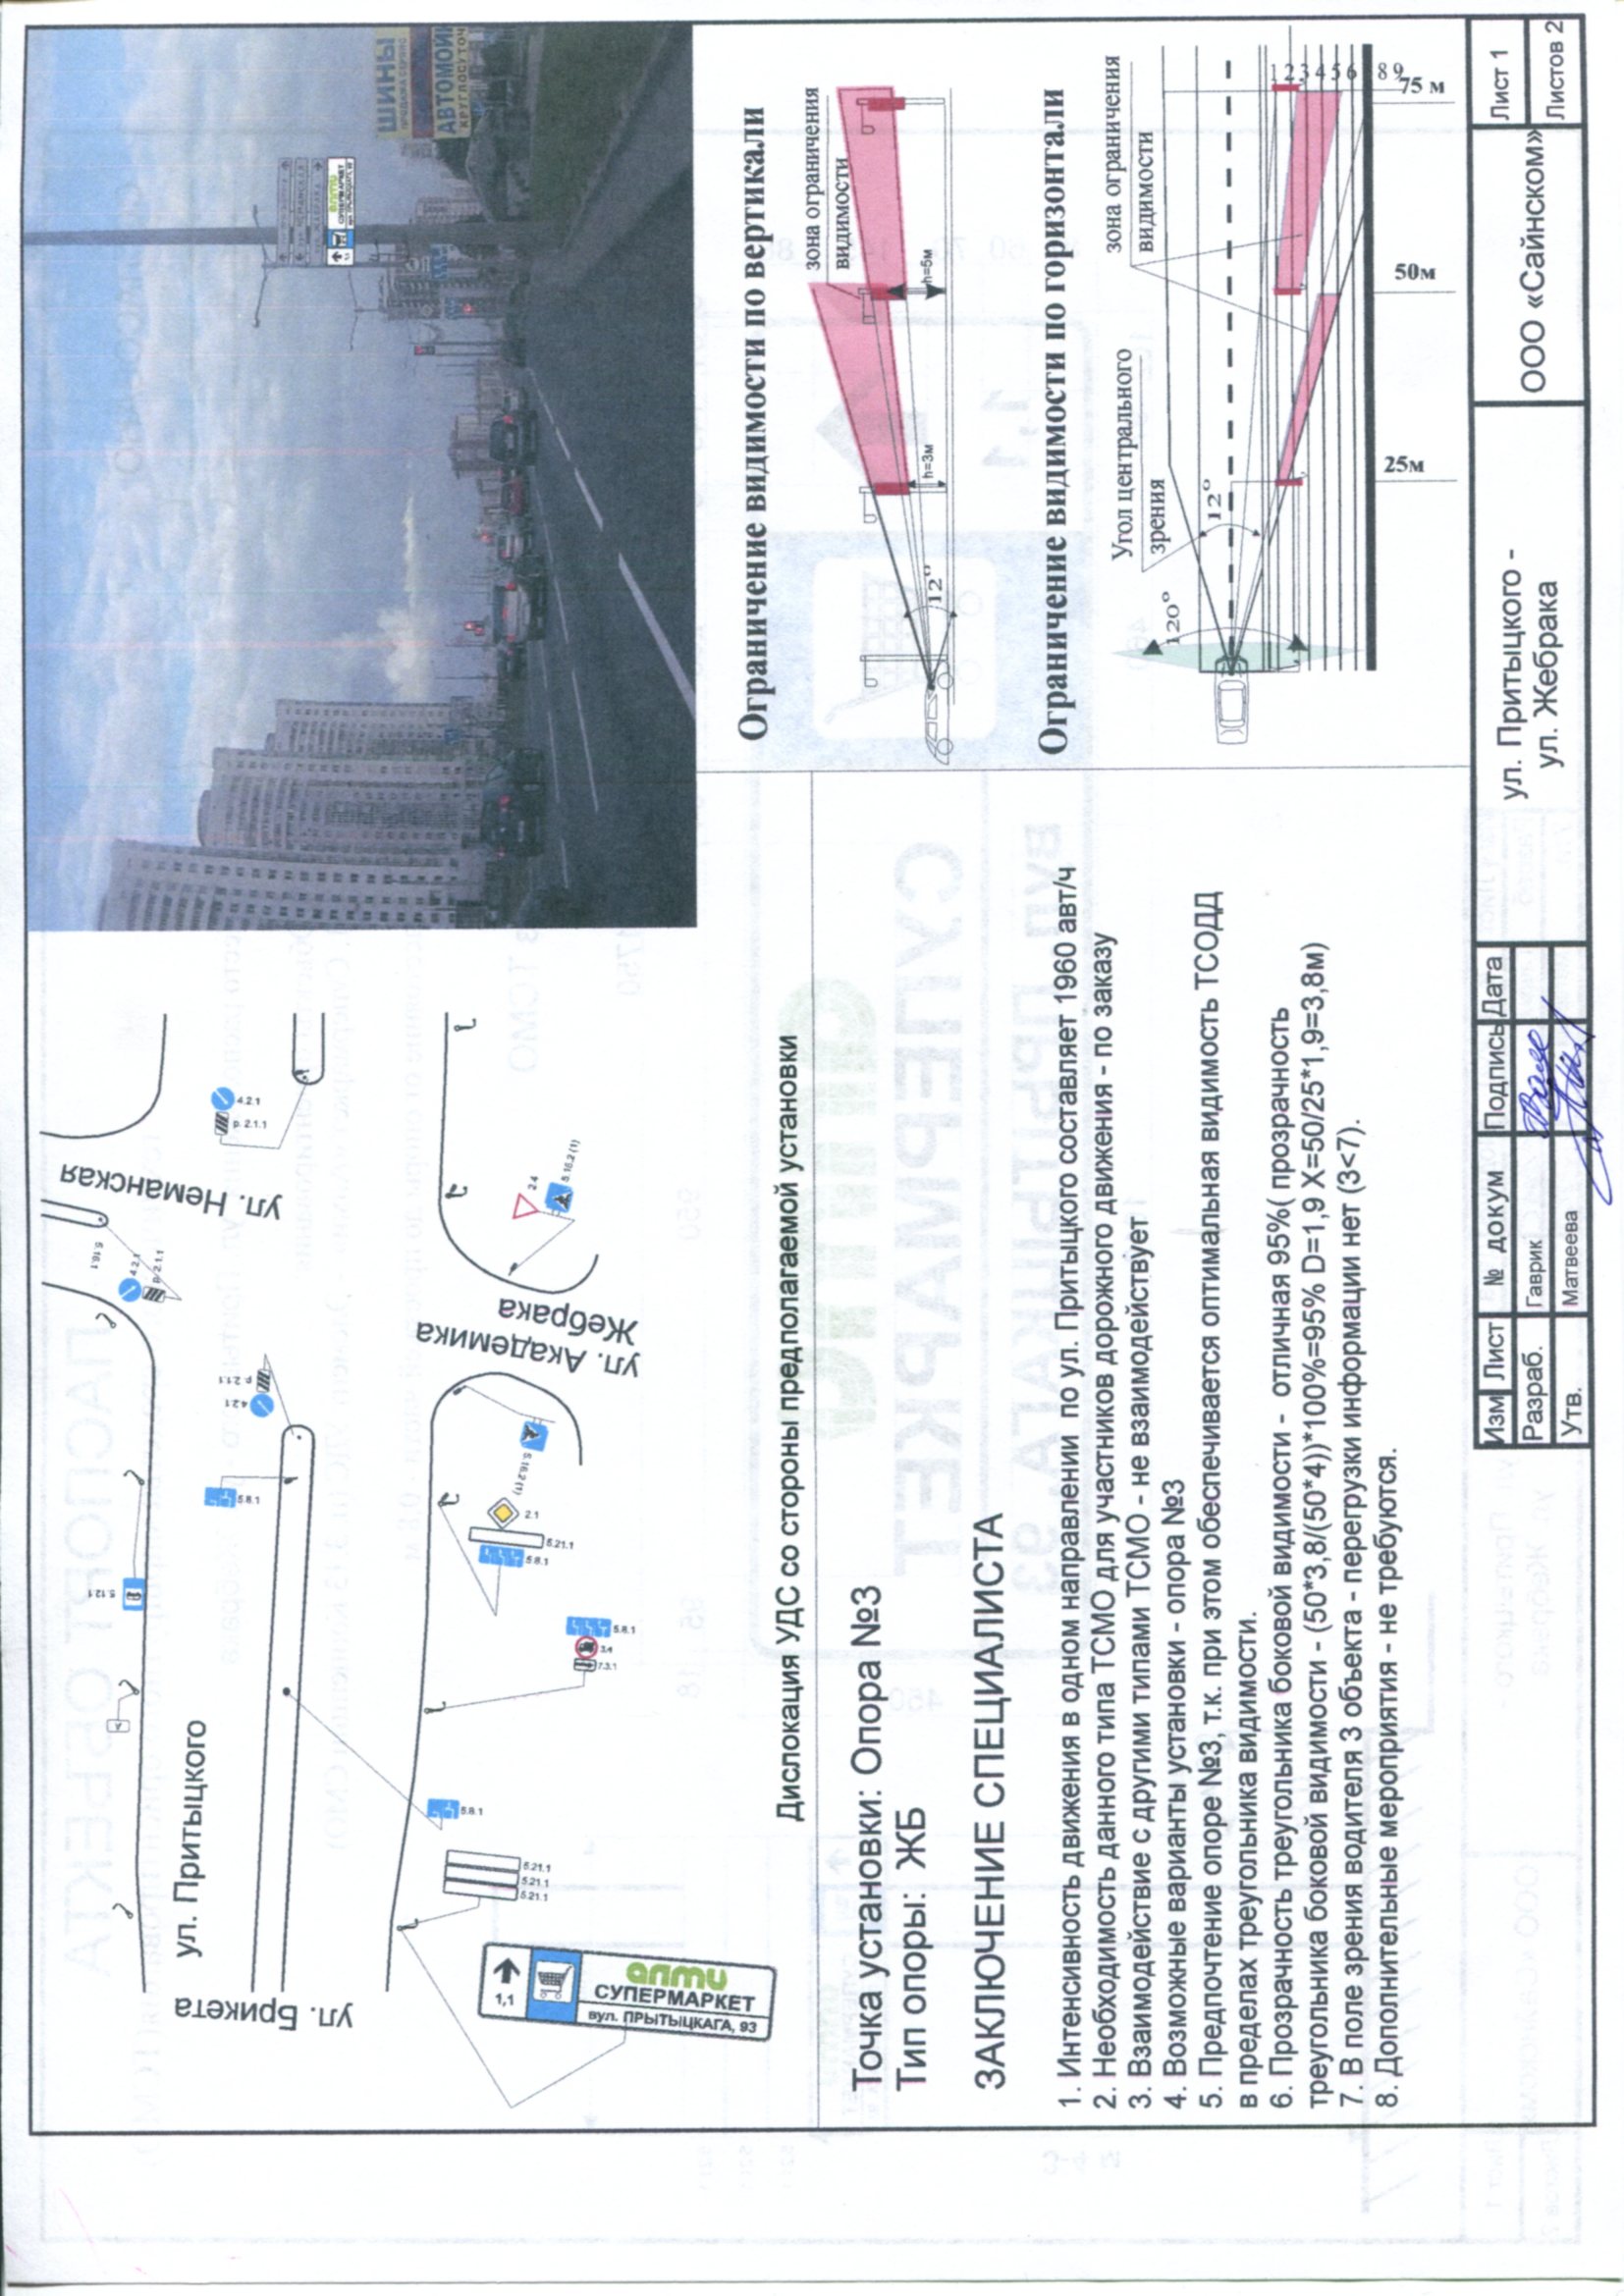 ул. Неманская
4.2.1
р. 2.1.1
5.16.1
4.2.1
р. 2.1.1
4.2.1
р. 2.1.1
5.8.1
5.12.1
А
ул. Притыцкого
ул. Брикета
2.4
5.16.2 (1)
ул. Академика
Жебрака
5.16.2 (1)
2.1
5.21.1
5.8.1
5.8.1
3.4
7.3.1
5.8.1
5.21.1
5.21.1
5.21.1
1,1
алми
СУПЕРМАРКЕТ
вул. ПРЫТЫЦКАГА, 93
Дислокация УДС со стороны предполагаемой установки
ШИНЫ
АВТОМОЙ
КРУГЛОСУТОЧ
алми
СУПЕРМАРКЕТ
Точка установки: Опора №3
Тип опоры: ЖБ
ЗАКЛЮЧЕНИЕ СПЕЦИАЛИСТА
1. Интенсивность движения в одном направлении по ул. Притыцкого составляет 1960 авт/ч
2. Необходимость данного типа ТСМО для участников дорожного движения - по заказу
3. Взаимодействие с другими типами ТСМО - не взаимодействует
4. Возможные варианты установки - опора №3
5. Предпочтение опоре №3, т.к. при этом обеспечивается оптимальная видимость ТСОДД
в пределах треугольника видимости.
6. Прозрачность треугольника боковой видимости - отличная 95%( прозрачность
треугольника боковой видимости - (50*3,8/(50*4))*100%=95% D=1,9 X=50/25*1,9=3,8м)
7. В поле зрения водителя 3 объекта - перегрузки информации нет (3<7).
8. Дополнительные мероприятия - не требуются.
Ограничение видимости по вертикали
зона ограничения
видимости
12°
h=3м
h=5м
Ограничение видимости по горизонтали
Угол центрального
зрения
зона ограничения
видимости
120°
12°
1 2 3 4 5 6 8 9
25м
50м
75 м
Изм Лист № докум Подпись Дата
Разраб. Гаврик
Утв. Матвеева
ул. Притыцкого -
ул. Жебрака
ООО «Сайнском»
Лист 1
Листов 2